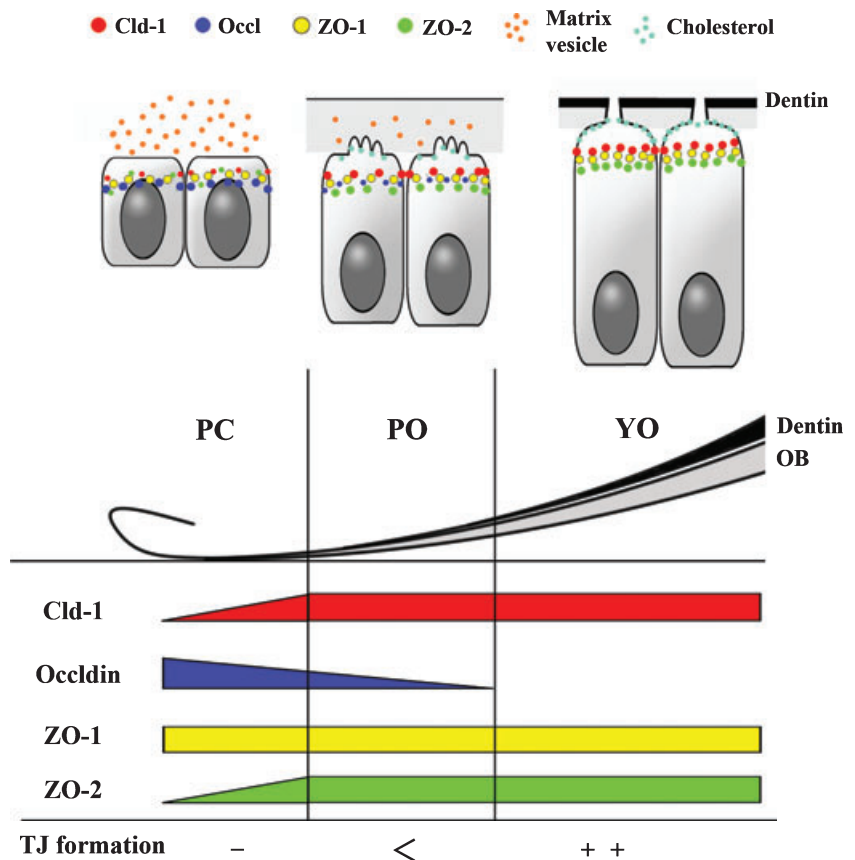 Cld-1 Occl ZO-1 ZO-2 Matrix vesicle Cholesterol
Dentin
PC PO YO
Dentin
OB
Cld-1
Occldin
ZO-1
ZO-2
TJ formation − < + +